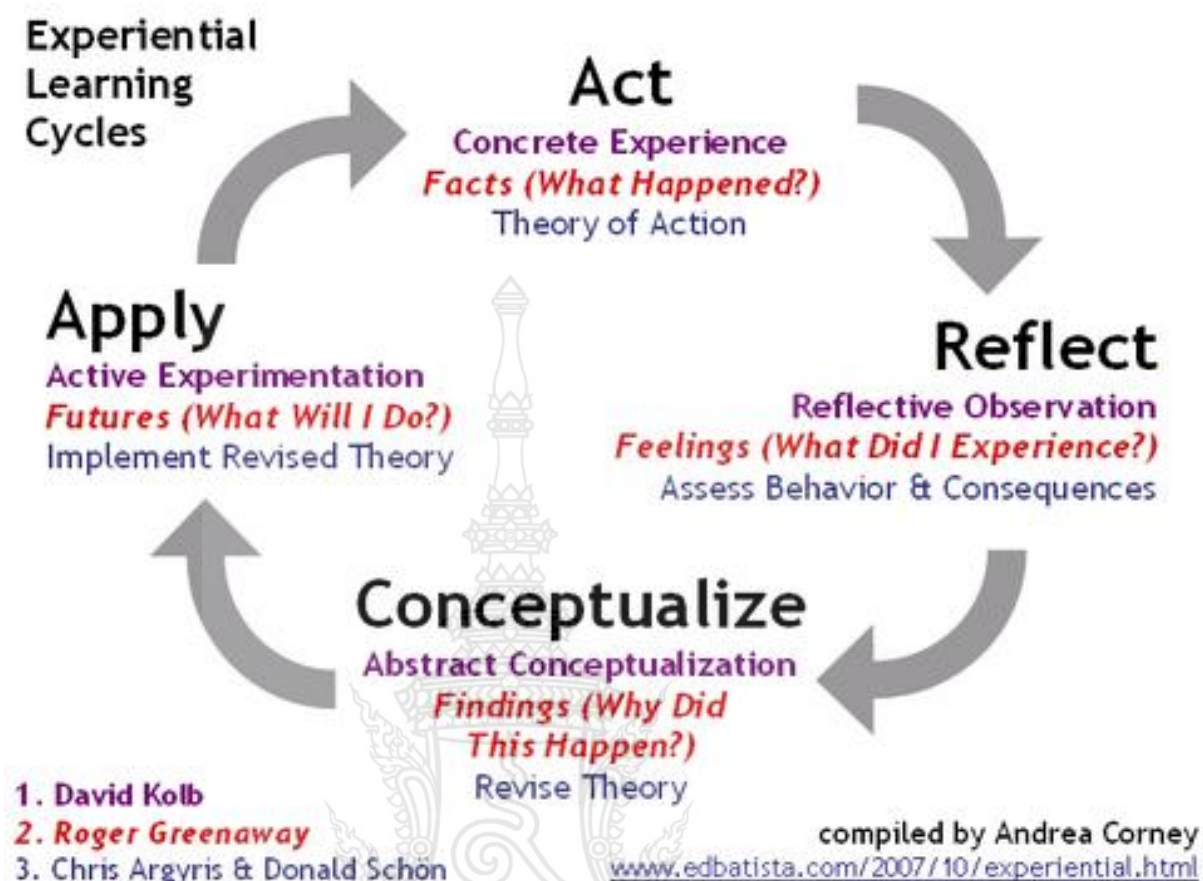 Experiential
Learning
Cycles
Act
Concrete Experience
Facts (What Happened?)
Theory of Action
Reflect
Reflective Observation
Feelings (What Did I Experience?)
Assess Behavior & Consequences
Conceptualize
Abstract Conceptualization
Findings (Why Did
This Happen?)
Revise Theory
Apply
Active Experimentation
Futures (What Will I Do?)
Implement Revised Theory
1. David Kolb
2. Roger Greenaway
3. Chris Argyris & Donald Schön
compiled by Andrea Corney
www.edbatista.com/2007/10/experiential.html